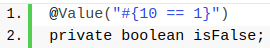 1. @Value("#{10 == 1}")
2. private boolean isFalse;